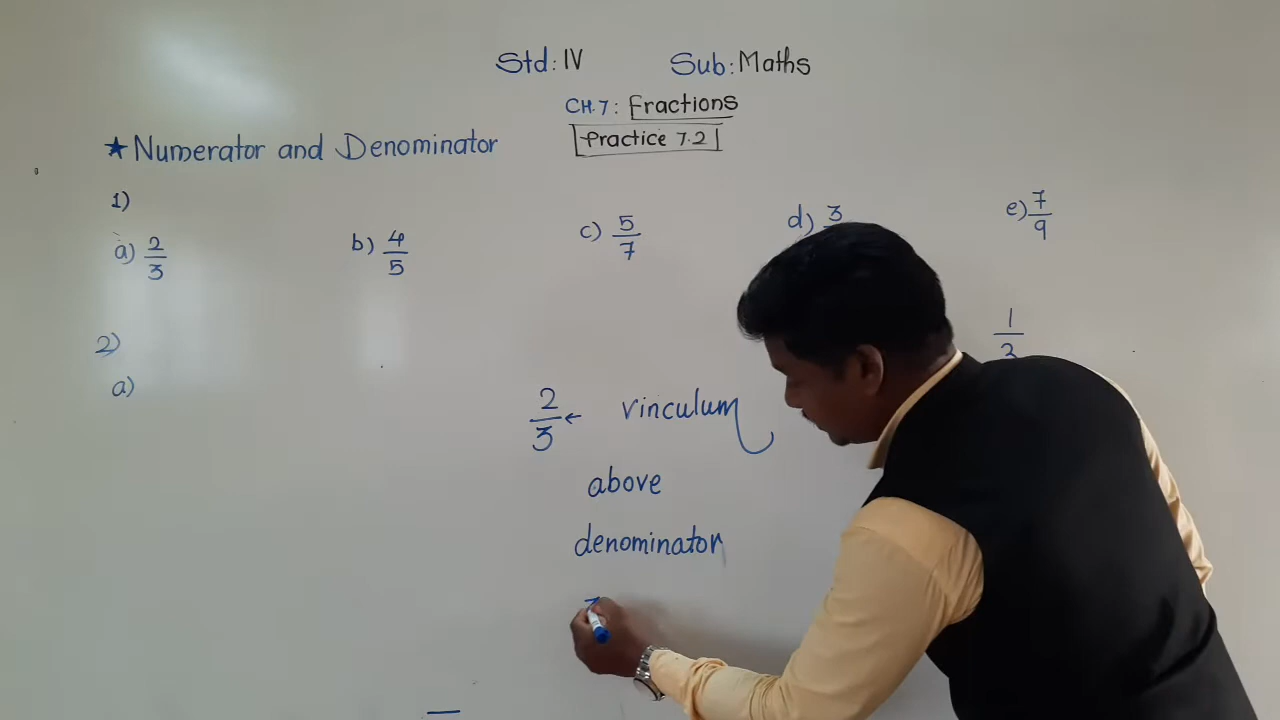 Std: IV Sub: Maths
CH.7: Fractions
Practice 7.2
★ Numerator and Denominator
1)
a) 2/3 b) 4/5 c) 5/7 d) 3 e) 7/9
2)
a)
1
2/3 ← vinculum
above
denominator